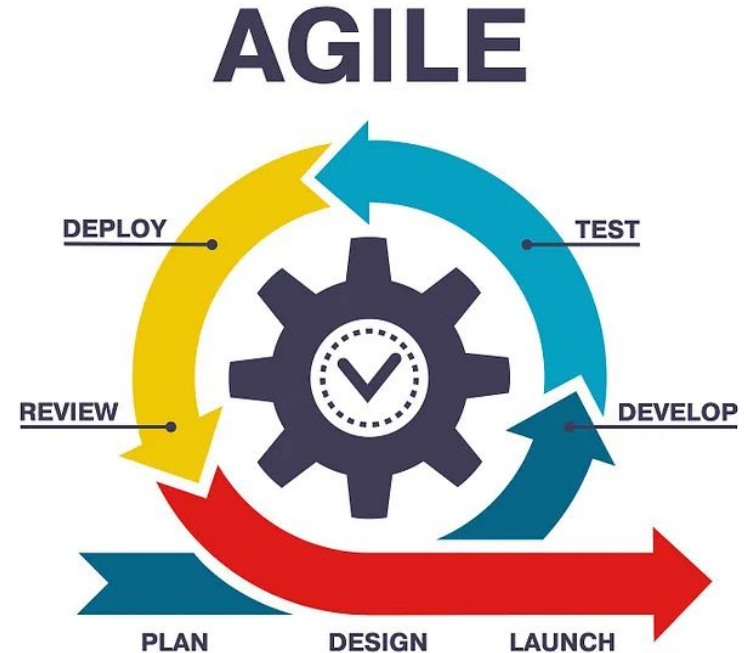 AGILE
DEPLOY
TEST
REVIEW
DEVELOP
PLAN
DESIGN
LAUNCH